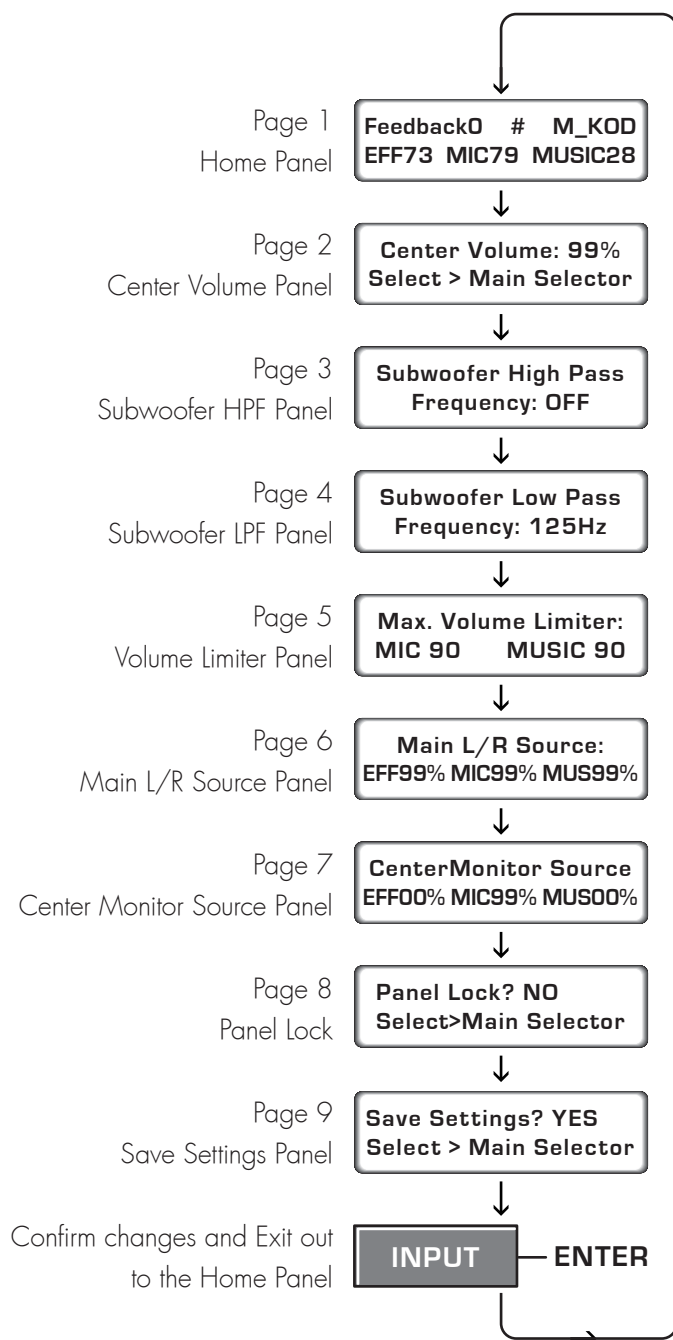 Page 1
Home Panel
Feedback0 # M_KOD
EFF73 MIC79 MUSIC28
Page 2
Center Volume Panel
Center Volume: 99%
Select > Main Selector
Page 3
Subwoofer HPF Panel
Subwoofer High Pass
Frequency: OFF
Page 4
Subwoofer LPF Panel
Subwoofer Low Pass
Frequency: 125Hz
Page 5
Volume Limiter Panel
Max. Volume Limiter:
MIC 90 MUSIC 90
Page 6
Main L/R Source Panel
Main L/R Source:
EFF99% MIC99% MUS99%
Page 7
Center Monitor Source Panel
CenterMonitor Source
EFF00% MIC99% MUS00%
Page 8
Panel Lock
Panel Lock? NO
Select>Main Selector
Page 9
Save Settings Panel
Save Settings? YES
Select > Main Selector
Confirm changes and Exit out
to the Home Panel
INPUT ENTER